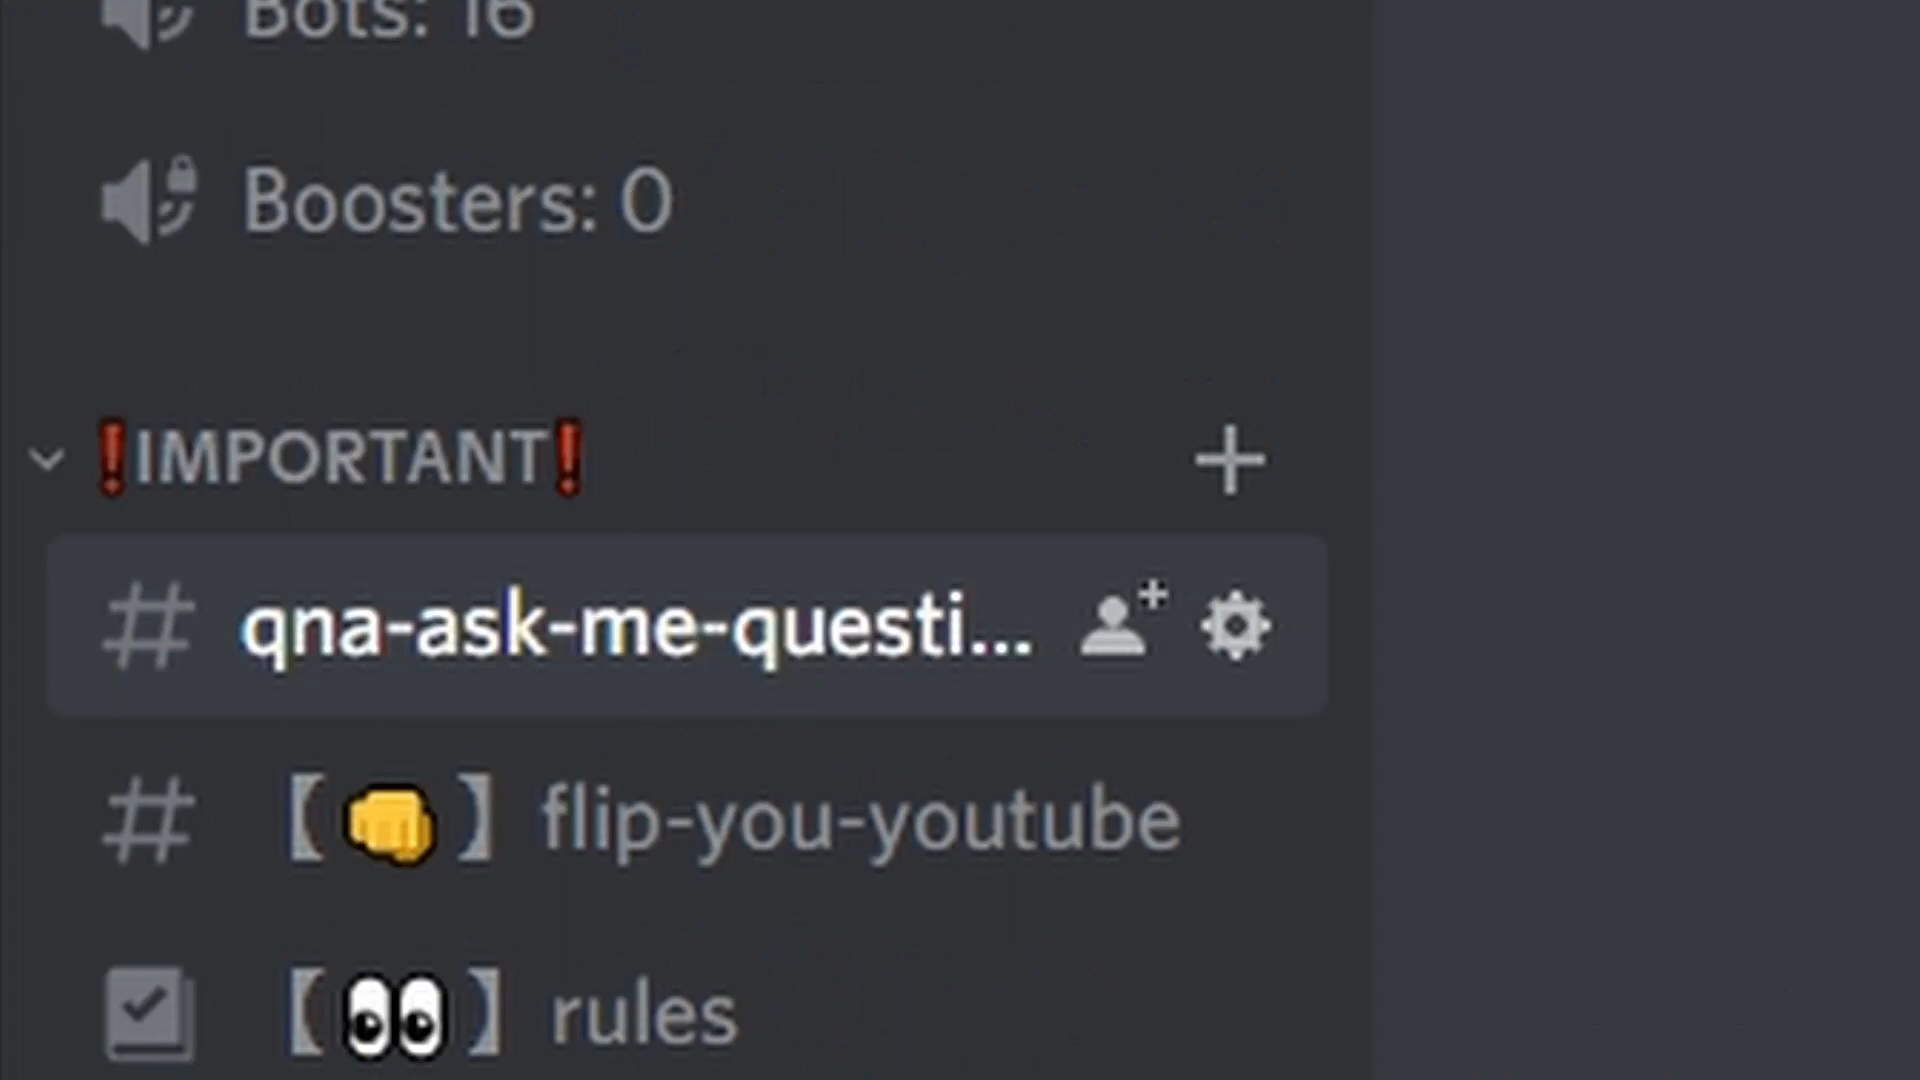 Bots: 16
Boosters: 0
❗IMPORTANT❗
qna-ask-me-questi...
【👊】flip-you-youtube
【👀】rules